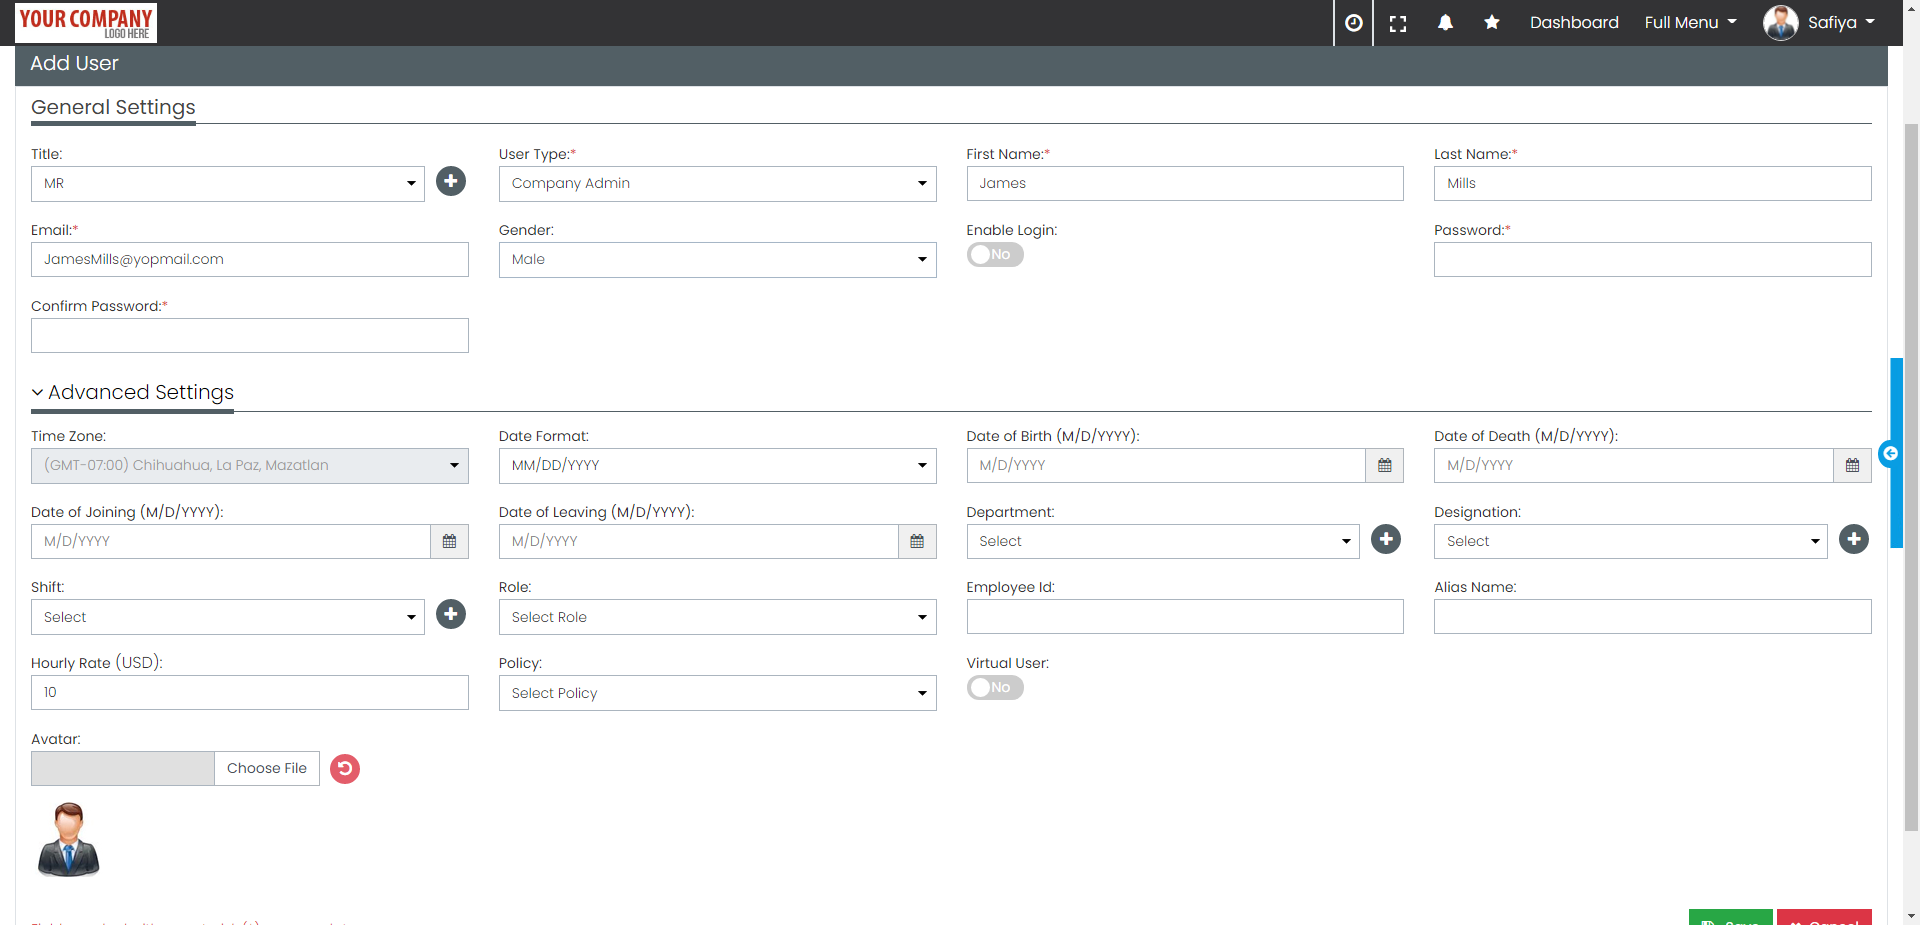 YOUR COMPANY
LOGO HERE
Dashboard
Full Menu
Safiya
Add User
General Settings
Title:
User Type:*
First Name:*
Last Name:*
MR
Company Admin
James
Mills
Email:*
Gender:
Enable Login:
Password:*
JamesMills@yopmail.com
Male
No
Confirm Password:*
Advanced Settings
Time Zone:
Date Format:
Date of Birth (M/D/YYYY):
Date of Death (M/D/YYYY):
(GMT-07:00) Chihuahua, La Paz, Mazatlan
MM/DD/YYYY
M/D/YYYY
M/D/YYYY
Date of Joining (M/D/YYYY):
Date of Leaving (M/D/YYYY):
Department:
Designation:
M/D/YYYY
M/D/YYYY
Select
Select
Shift:
Role:
Employee Id:
Alias Name:
Select
Select Role
Hourly Rate (USD):
Policy:
Virtual User:
10
Select Policy
No
Avatar:
Choose File
Save
Cancel